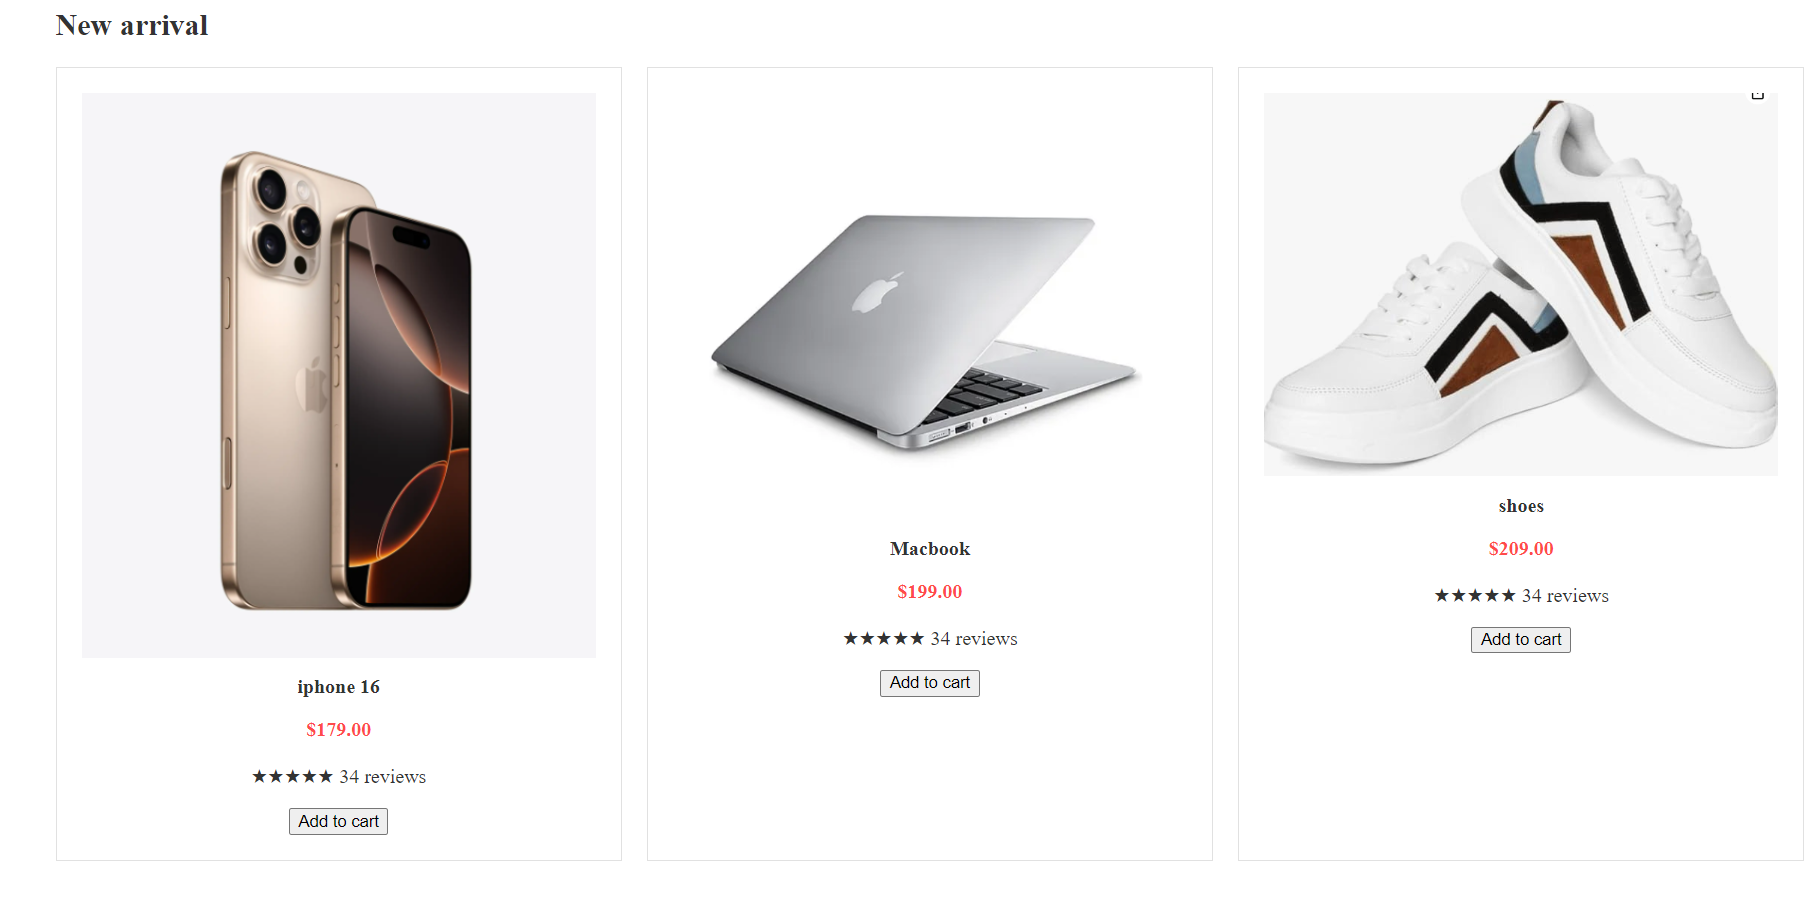 New arrival
iphone 16
$179.00
★★★★★ 34 reviews
Add to cart
Macbook
$199.00
★★★★★ 34 reviews
Add to cart
shoes
$209.00
★★★★★ 34 reviews
Add to cart